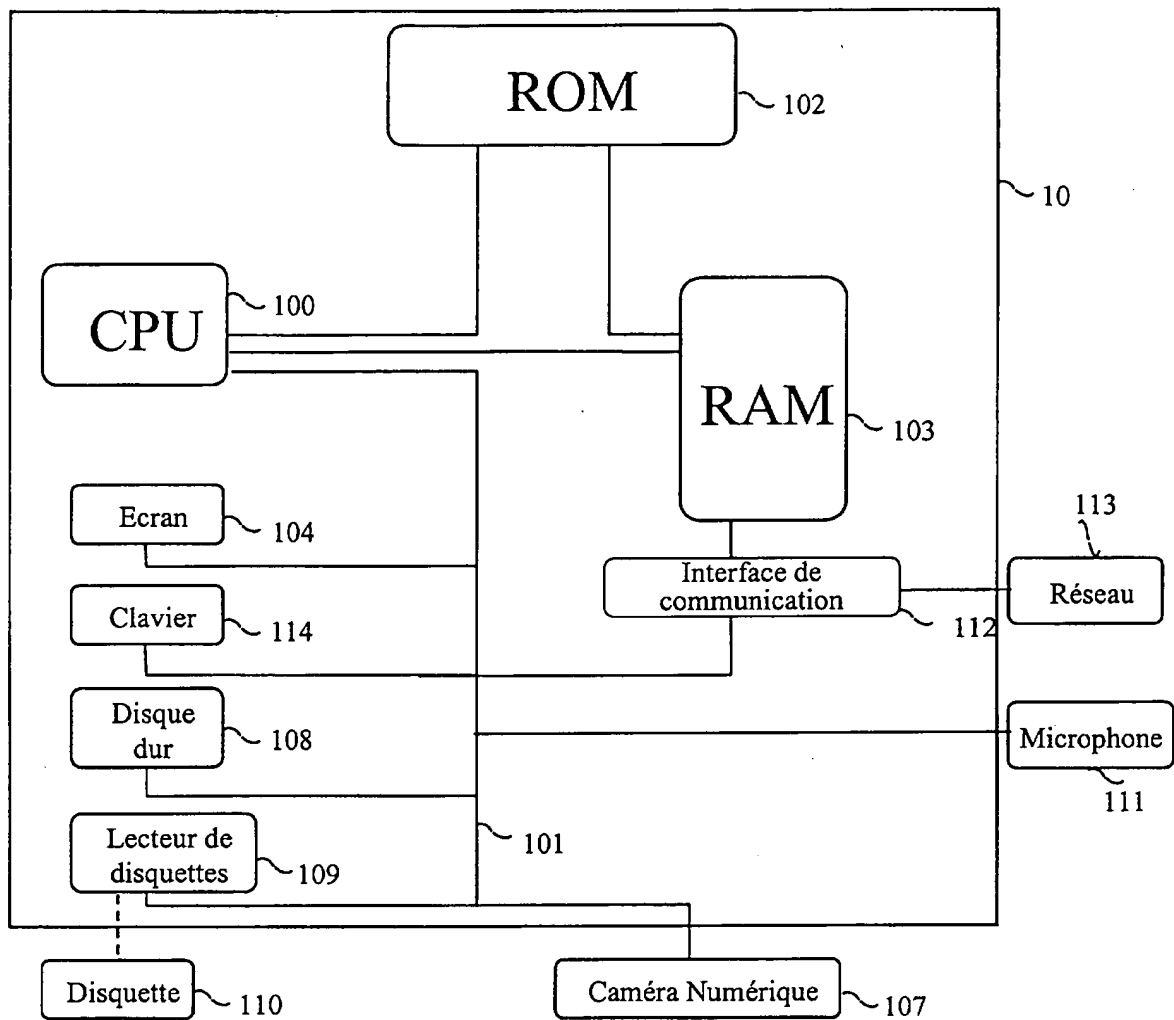 ROM
102
10
CPU
100
RAM
103
Ecran
104
113
Interface de
communication
112
Réseau
Clavier
114
Disque
dur
108
Microphone
111
Lecteur de
disquettes
109
101
Disquette
110
Caméra Numérique
107